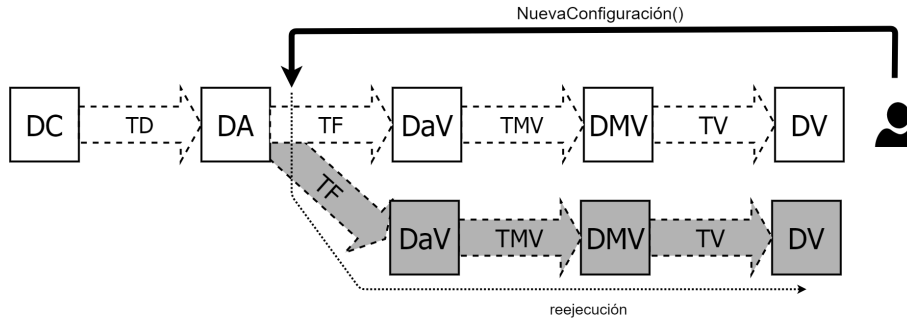 NuevaConfiguración()
DC
TD
DA
TF
DaV
TMV
DMV
TV
DV
TF
DaV
TMV
DMV
TV
DV
reejecución